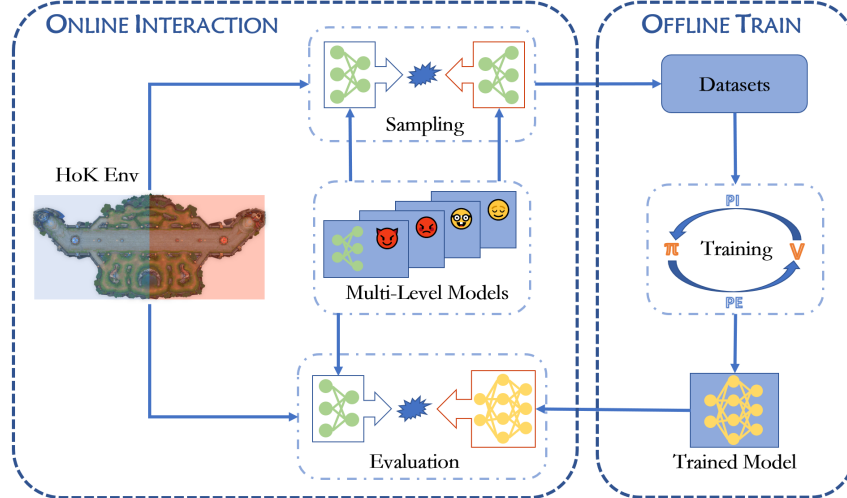 ONLINE INTERACTION
OFFLINE TRAIN
Sampling
Datasets
HoK Env
PI
π
Training
V
PE
Multi-Level Models
Evaluation
Trained Model